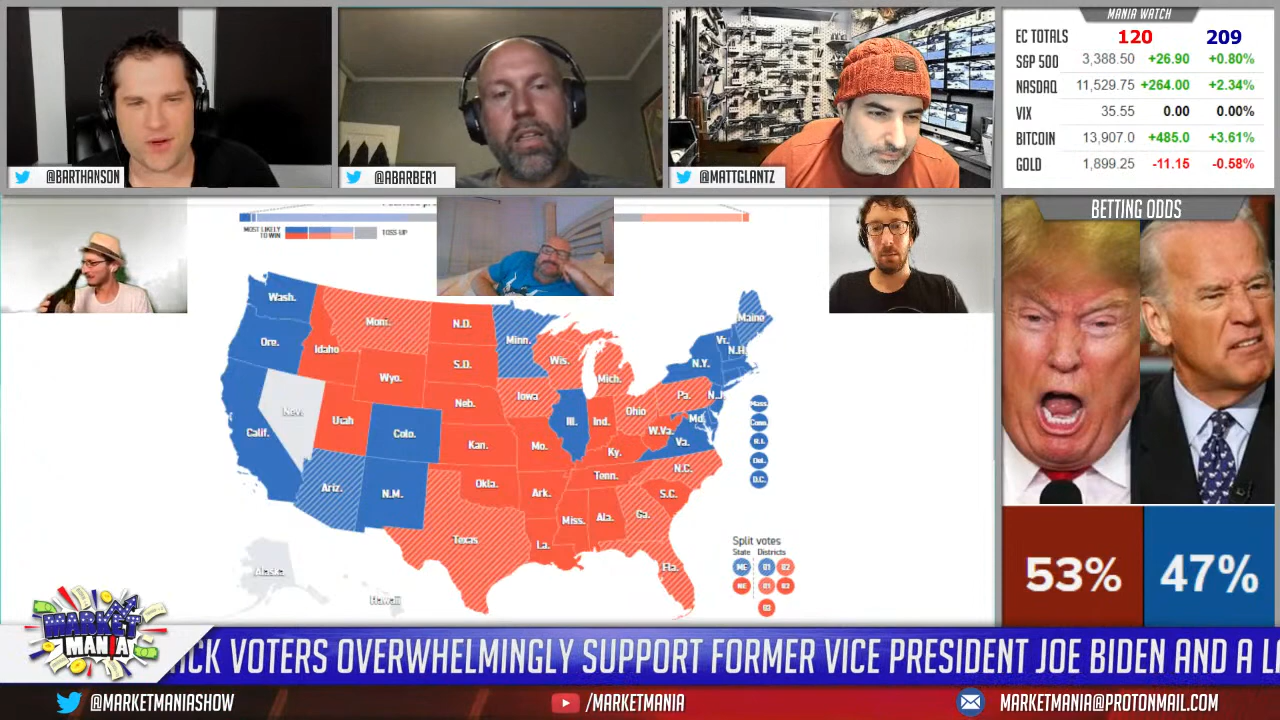 @BARTHANSON
@ABARBER1
@MATTGLANTZ
MANIA WATCH
EC TOTALS 120 209
S&P 500 3,388.50 +26.90 +0.80%
NASDAQ 11,529.75 +264.00 +2.34%
VIX 35.55 0.00 0.00%
BITCOIN 13,907.0 +485.0 +3.61%
GOLD 1,899.25 -11.15 -0.58%
BETTING ODDS
53% 47%
MOST LIKELY
TO WIN
TOSS-UP
Wash.
Ore.
Calif.
Nev.
Idaho
Mont.
Wyo.
Utah
Colo.
Ariz.
N.M.
N.D.
S.D.
Neb.
Kan.
Okla.
Texas
Minn.
Iowa
Mo.
Ark.
La.
Wis.
Ill.
Mich.
Ind.
Ohio
Ky.
Tenn.
Miss.
Ala.
Ga.
Fla.
S.C.
N.C.
Va.
W.Va.
Md.
Pa.
N.J.
N.Y.
Vt.
N.H.
Maine
Mass.
Conn.
R.I.
Del.
D.C.
Alaska
Hawaii
Split votes
State Districts
ME 01 02
NE 01 03
02
MARKET
MANIA
ICK VOTERS OVERWHELMINGLY SUPPORT FORMER VICE PRESIDENT JOE BIDEN AND A L
@MARKETMANIASHOW
/MARKETMANIA
MARKETMANIA@PROTONMAIL.COM